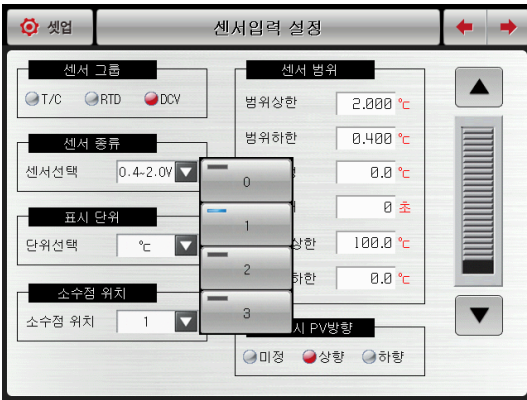 셋업
센서입력 설정
센서 그룹
T/C RTD DCV
센서 종류
센서선택 0.4~2.0V
표시 단위
단위선택 ℃
소수점 위치
소수점 위치 1
0
1
2
3
센서 범위
범위상한 2.000 ℃
범위하한 0.400 ℃
0.0 ℃
0 초
상한 100.0 ℃
하한 0.0 ℃
시 PV방향
미정 상향 하향